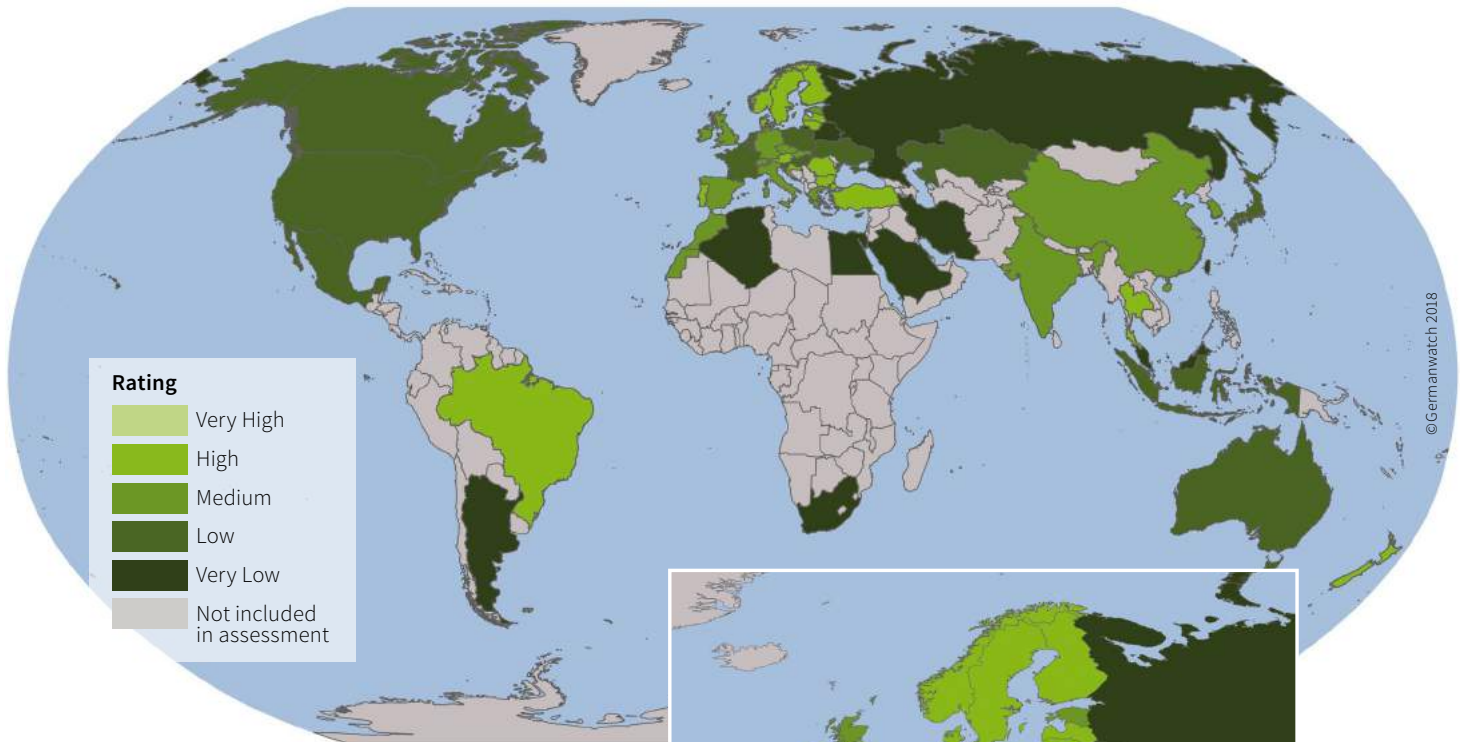 Rating
Very High
High
Medium
Low
Very Low
Not included
in assessment
©Germanwatch 2018